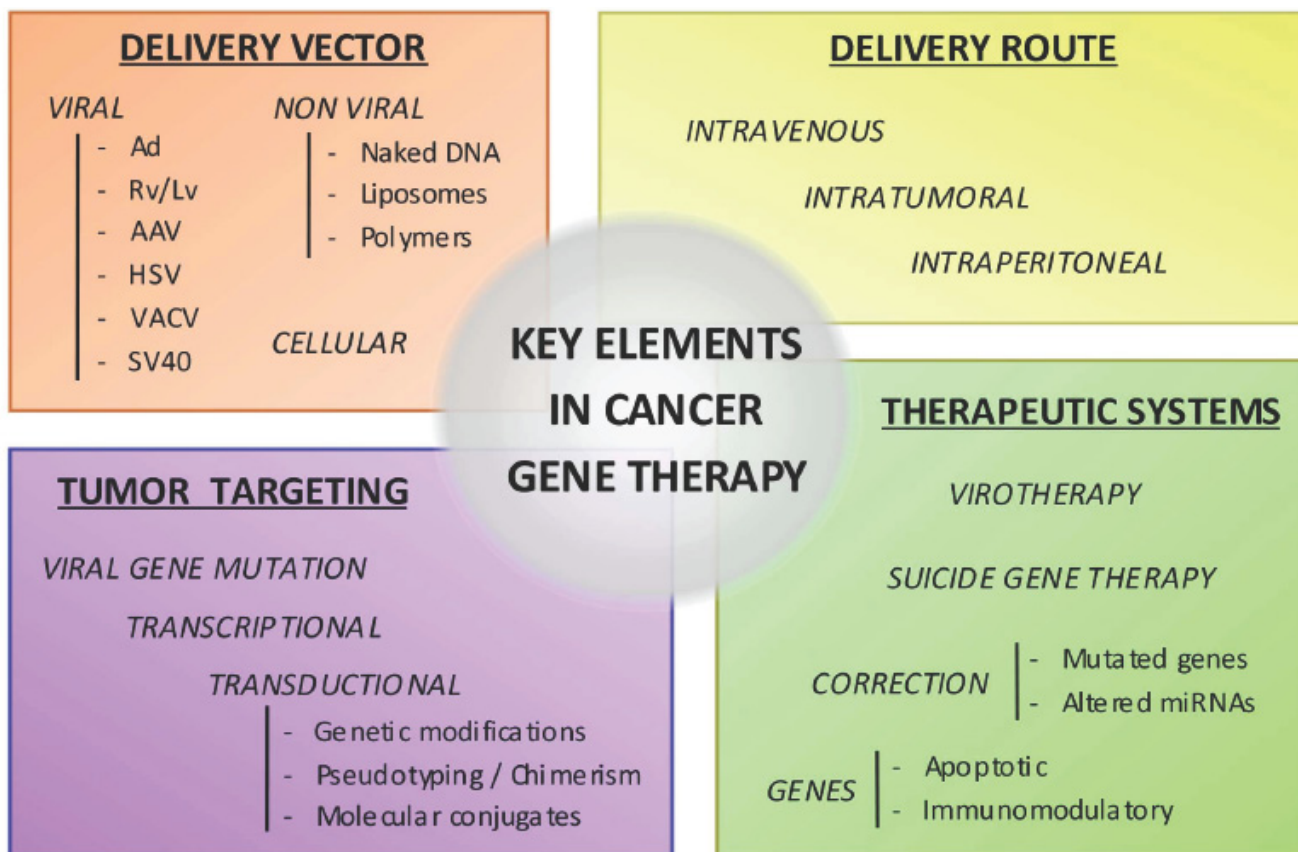 DELIVERY VECTOR
VIRAL
- Ad
- Rv/Lv
- AAV
- HSV
- VACV
- SV40
NON VIRAL
- Naked DNA
- Liposomes
- Polymers
CELLULAR
DELIVERY ROUTE
INTRAVENOUS
INTRATUMORAL
INTRAPERITONEAL
KEY ELEMENTS
IN CANCER
GENE THERAPY
TUMOR TARGETING
VIRAL GENE MUTATION
TRANSCRIPTIONAL
TRANSDUCTIONAL
- Genetic modifications
- Pseudotyping / Chimerism
- Molecular conjugates
THERAPEUTIC SYSTEMS
VIROTHERAPY
SUICIDE GENE THERAPY
CORRECTION
- Mutated genes
- Altered miRNAs
GENES
- Apoptotic
- Immunomodulatory